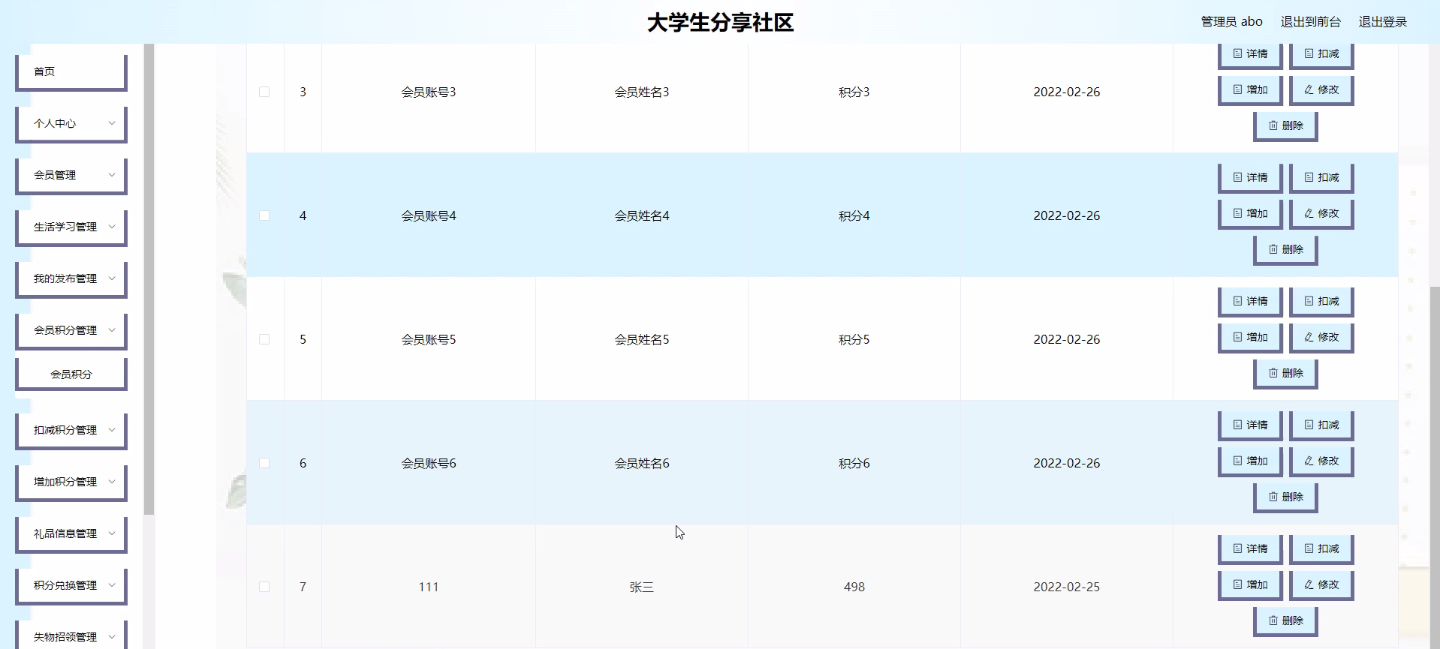 大学生分享社区
管理员 abo 退出到前台 退出登录
首页
个人中心
会员管理
生活学习管理
我的发布管理
会员积分管理
会员积分
扣减积分管理
增加积分管理
礼品信息管理
积分兑换管理
失物招领管理
3 会员账号3 会员姓名3 积分3 2022-02-26
详情 扣减
增加 修改
删除
4 会员账号4 会员姓名4 积分4 2022-02-26
详情 扣减
增加 修改
删除
5 会员账号5 会员姓名5 积分5 2022-02-26
详情 扣减
增加 修改
删除
6 会员账号6 会员姓名6 积分6 2022-02-26
详情 扣减
增加 修改
删除
7 111 张三 498 2022-02-25
详情 扣减
增加 修改
删除